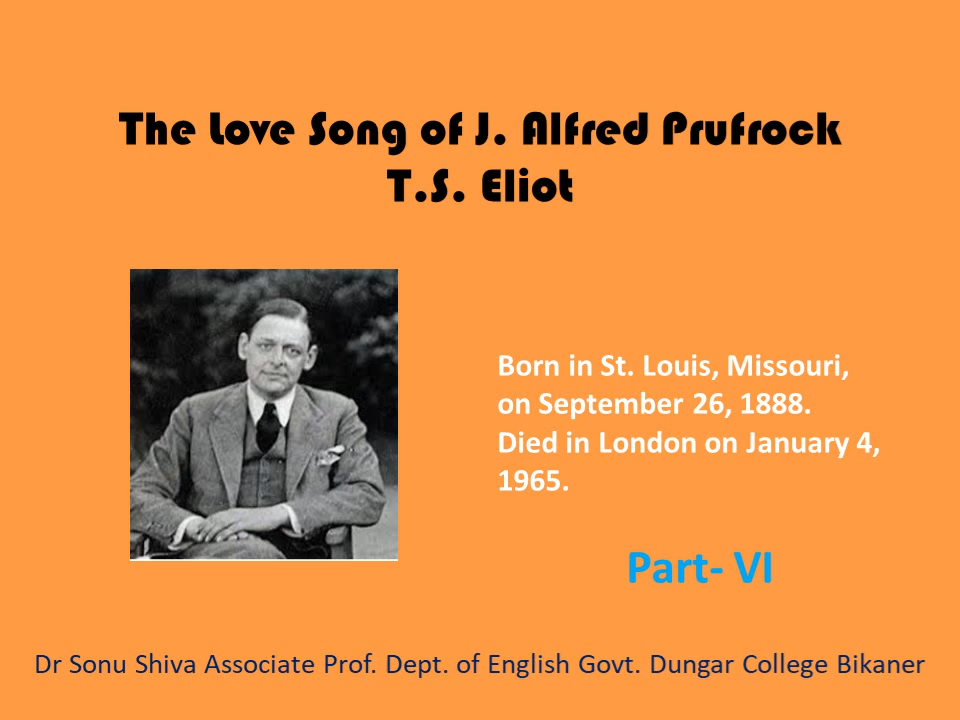 The Love Song of J. Alfred Prufrock
T.S. Eliot
Born in St. Louis, Missouri,
on September 26, 1888.
Died in London on January 4,
1965.
Part- VI
Dr Sonu Shiva Associate Prof. Dept. of English Govt. Dungar College Bikaner